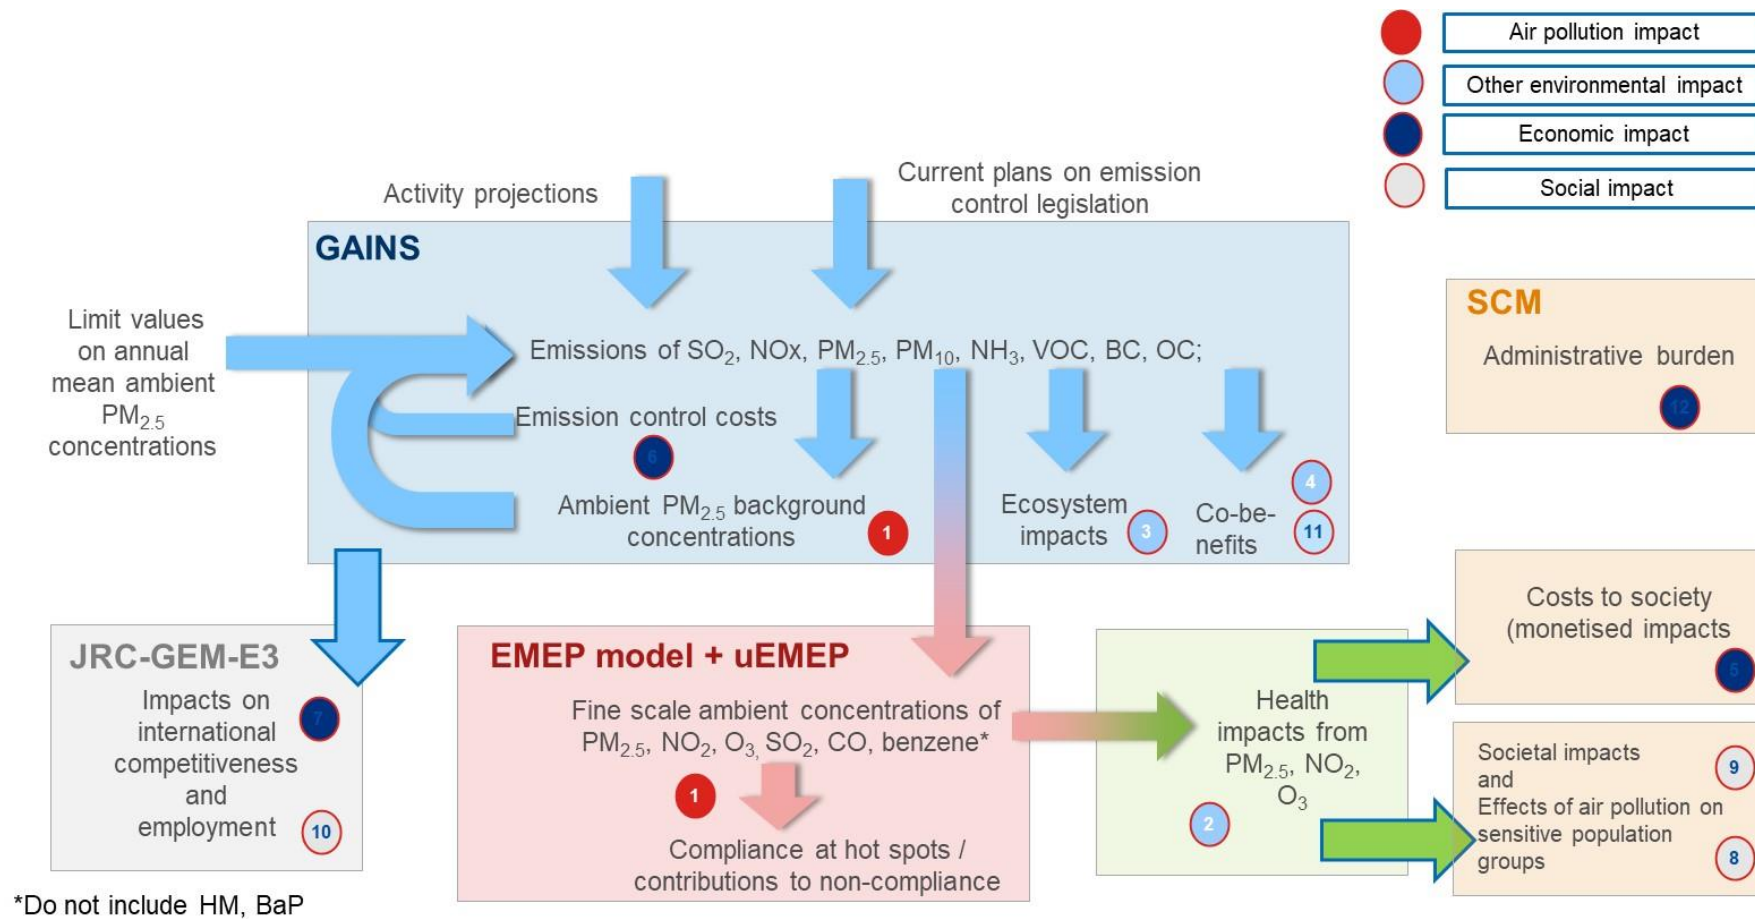 Air pollution impact
Other environmental impact
Economic impact
Social impact
Activity projections
Current plans on emission
control legislation
GAINS
Limit values
on annual
mean ambient
PM2.5
concentrations
Emissions of SO2, NOx, PM2.5, PM10, NH3, VOC, BC, OC;
Emission control costs
6
Ambient PM2.5 background
concentrations
1
Ecosystem
impacts
3
Co-be-
nefits
4
11
SCM
Administrative burden
12
JRC-GEM-E3
Impacts on
international
competitiveness
and
employment
7
10
EMEP model + uEMEP
Fine scale ambient concentrations of
PM2.5, NO2, O3, SO2, CO, benzene*
1
Compliance at hot spots /
contributions to non-compliance
Health
impacts from
PM2.5, NO2,
O3
2
Costs to society
(monetised impacts
5
Societal impacts
and
Effects of air pollution on
sensitive population
groups
9
8
*Do not include HM, BaP